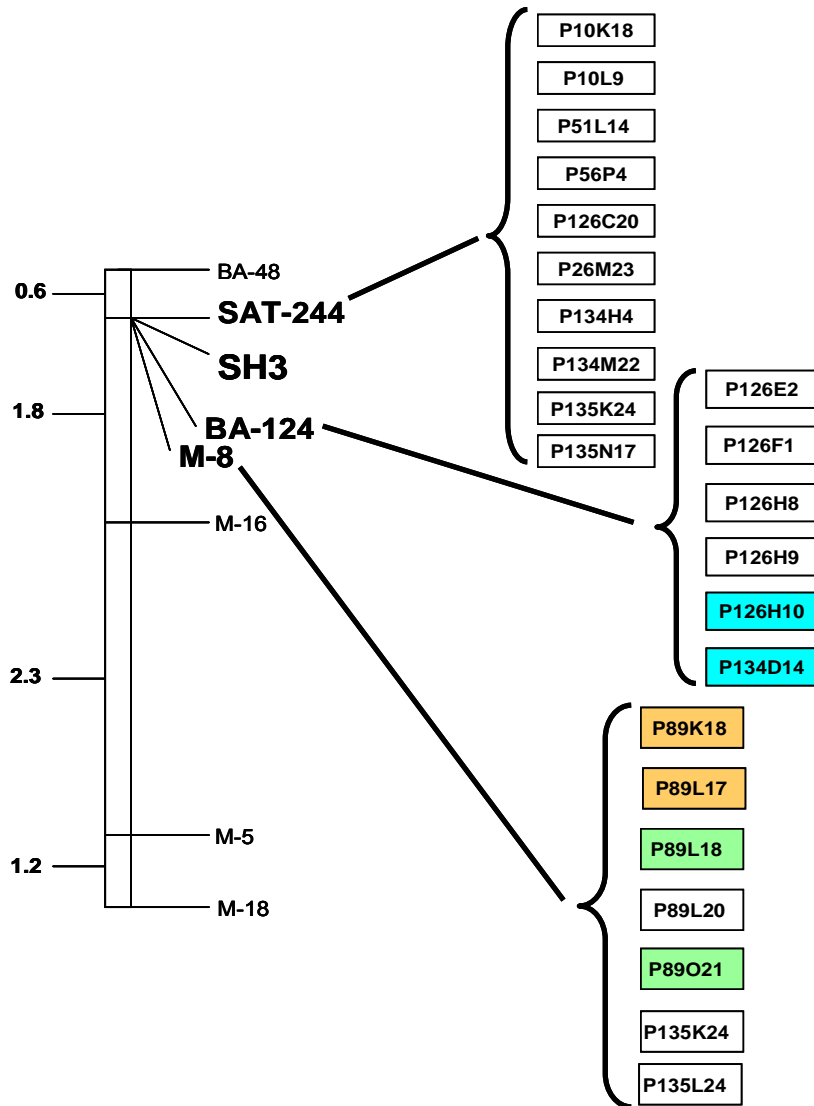 P10K18
P10L9
P51L14
P56P4
P126C20
P26M23
P134H4
P134M22
P135K24
P135N17
BA-48
0.6
SAT-244
SH3
1.8
BA-124
M-8
M-16
2.3
M-5
1.2
M-18
P126E2
P126F1
P126H8
P126H9
P126H10
P134D14
P89K18
P89L17
P89L18
P89L20
P89O21
P135K24
P135L24